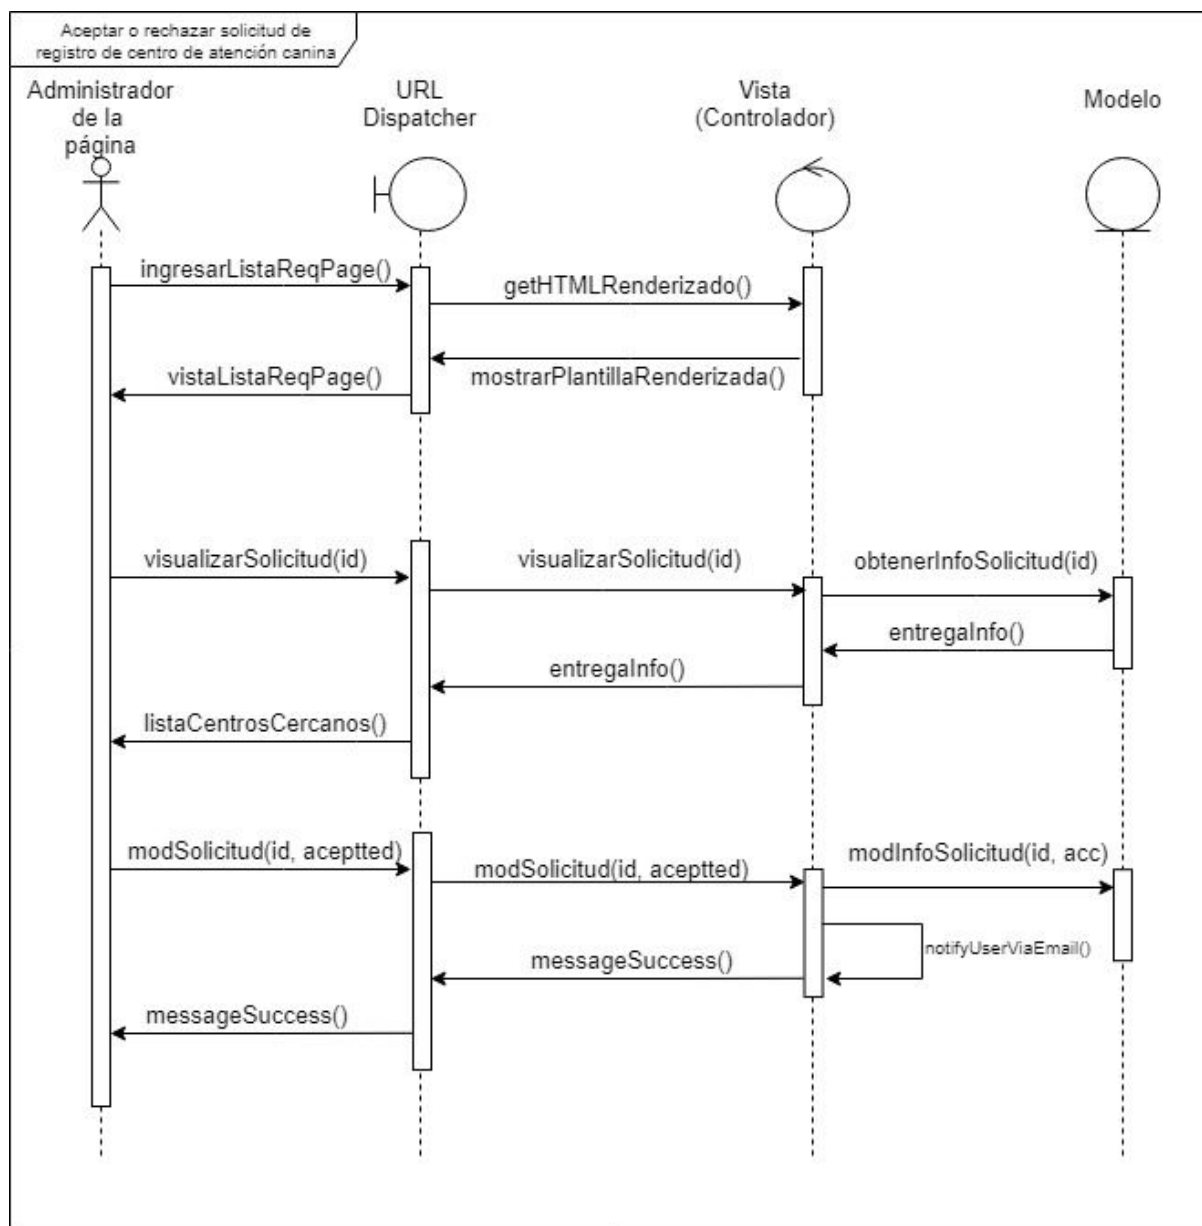 Aceptar o rechazar solicitud de
registro de centro de atención canina
Administrador
de la
página
URL
Dispatcher
Vista
(Controlador)
Modelo
ingresarListaReqPage()
getHTMLRenderizado()
mostrarPlantillaRenderizada()
vistaListaReqPage()
visualizarSolicitud(id)
visualizarSolicitud(id)
obtenerInfoSolicitud(id)
entregaInfo()
entregaInfo()
listaCentrosCercanos()
modSolicitud(id, aceptted)
modSolicitud(id, aceptted)
modInfoSolicitud(id, acc)
notifyUserViaEmail()
messageSuccess()
messageSuccess()